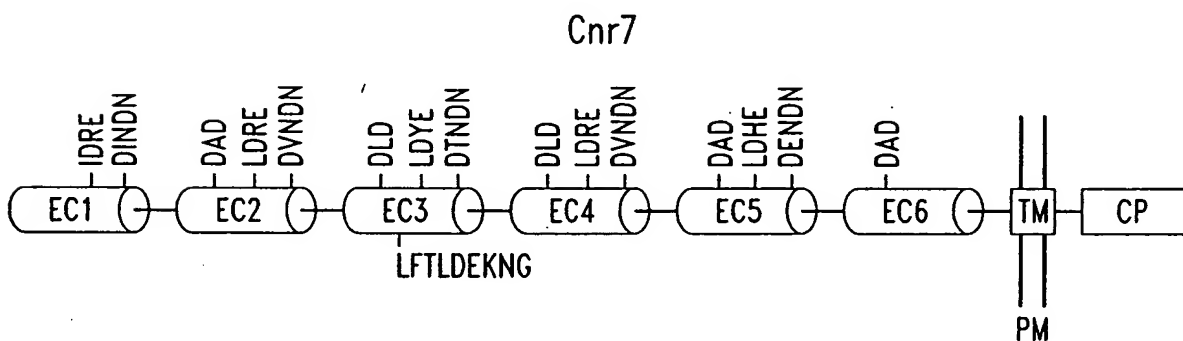 Cnr7
IDRE
DINDN
DAD
LDRE
DVNDN
DLD
LDYE
DTNDN
DLD
LDRE
DVNDN
DAD
LDHE
DENDN
DAD
EC1
EC2
EC3
EC4
EC5
EC6
TM
CP
LFTLDEKNG
PM